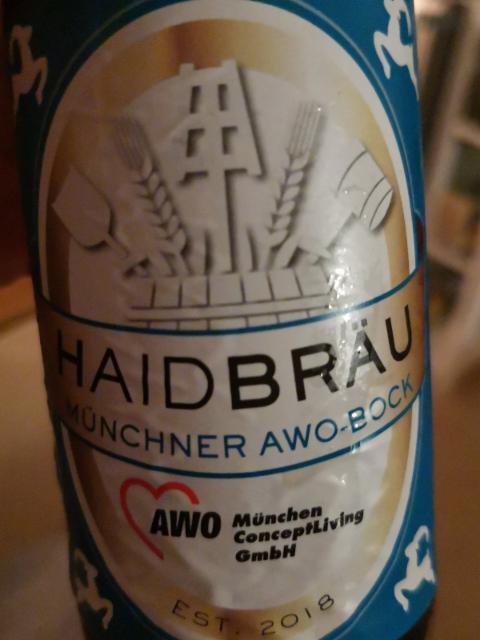 HAIDBRÄU
MÜNCHNER AWO-BOCK
AWO München
ConceptLiving
GmbH
EST. 2018